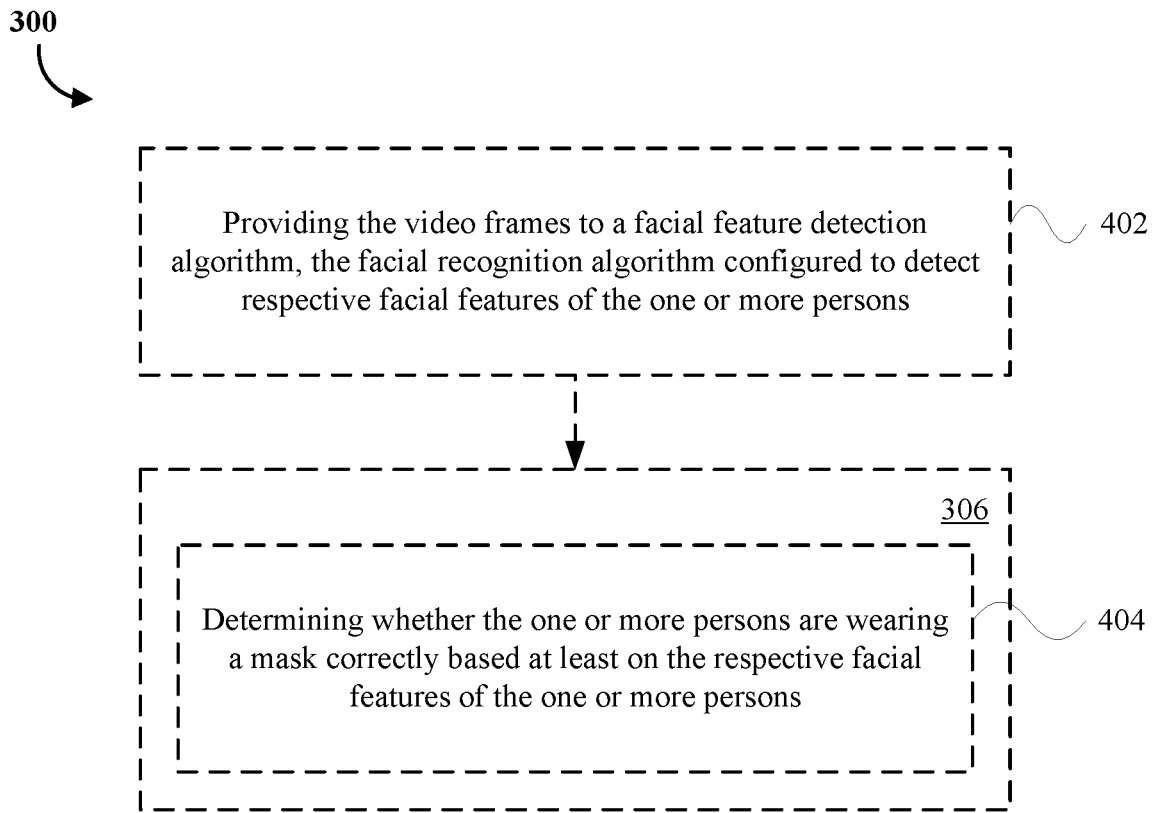 300
Providing the video frames to a facial feature detection
algorithm, the facial recognition algorithm configured to detect
respective facial features of the one or more persons
402
306
Determining whether the one or more persons are wearing
a mask correctly based at least on the respective facial
features of the one or more persons
404